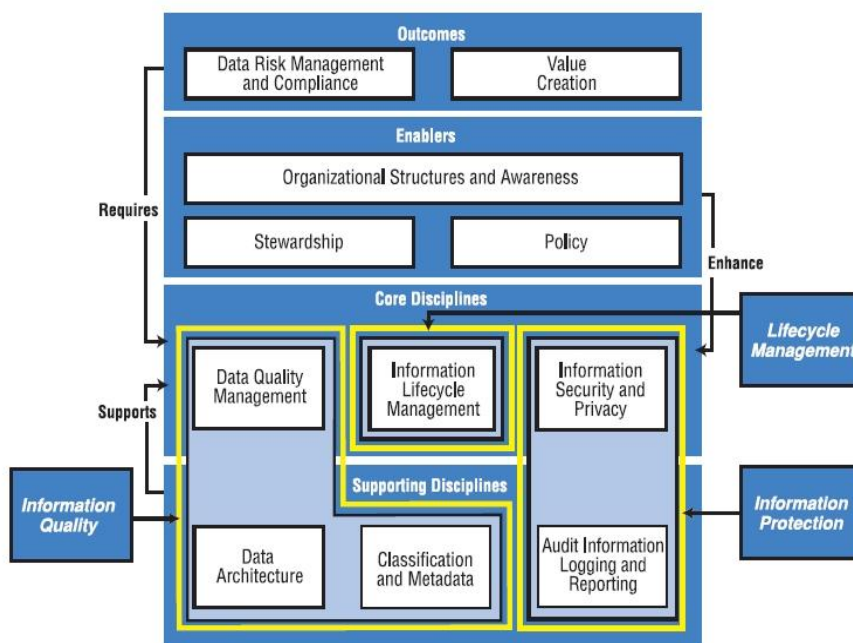 Outcomes
Data Risk Management
and Compliance
Value
Creation
Enablers
Organizational Structures and Awareness
Requires
Stewardship
Policy
Enhance
Core Disciplines
Lifecycle
Management
Data Quality
Management
Information
Lifecycle
Management
Information
Security and
Privacy
Supports
Supporting Disciplines
Information
Quality
Information
Protection
Data
Architecture
Classification
and Metadata
Audit Information
Logging and
Reporting